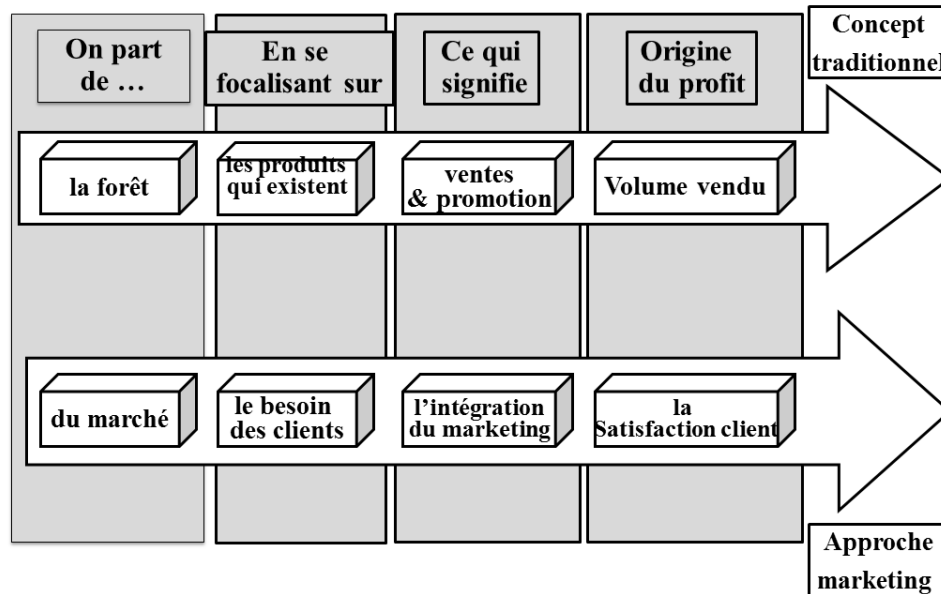 On part
de …
En se
focalisant sur
Ce qui
signifie
Origine
du profit
Concept
traditionnel
la forêt
les produits
qui existent
ventes
& promotion
Volume vendu
du marché
le besoin
des clients
l’intégration
du marketing
la
Satisfaction client
Approche
marketing